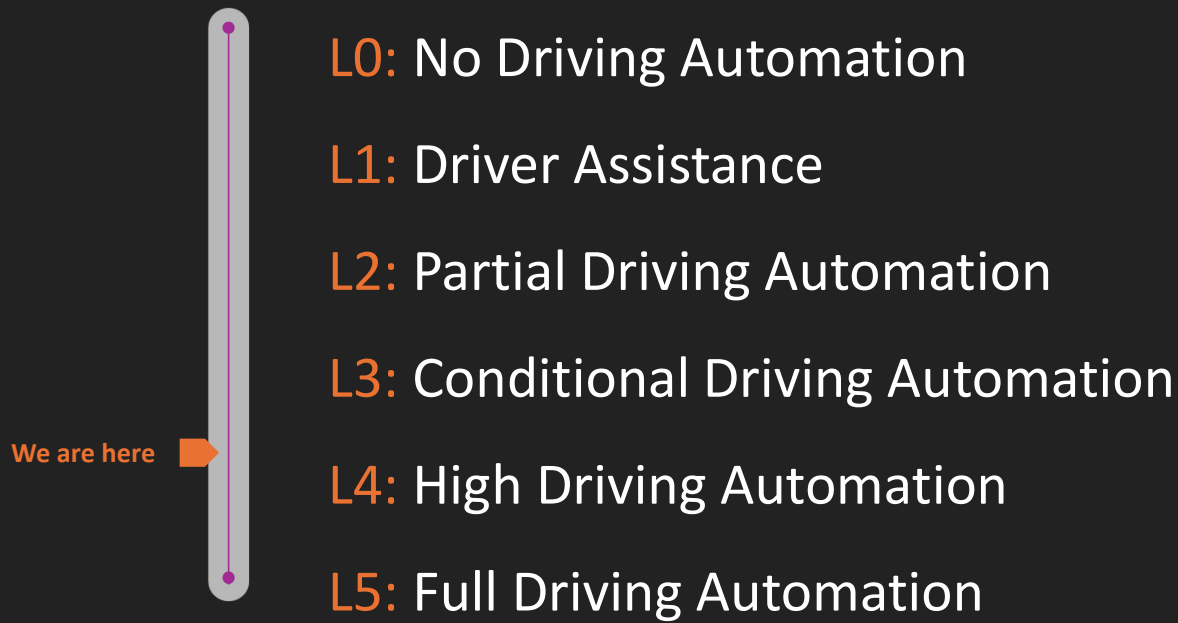 L0: No Driving Automation
L1: Driver Assistance
L2: Partial Driving Automation
L3: Conditional Driving Automation
We are here
L4: High Driving Automation
L5: Full Driving Automation